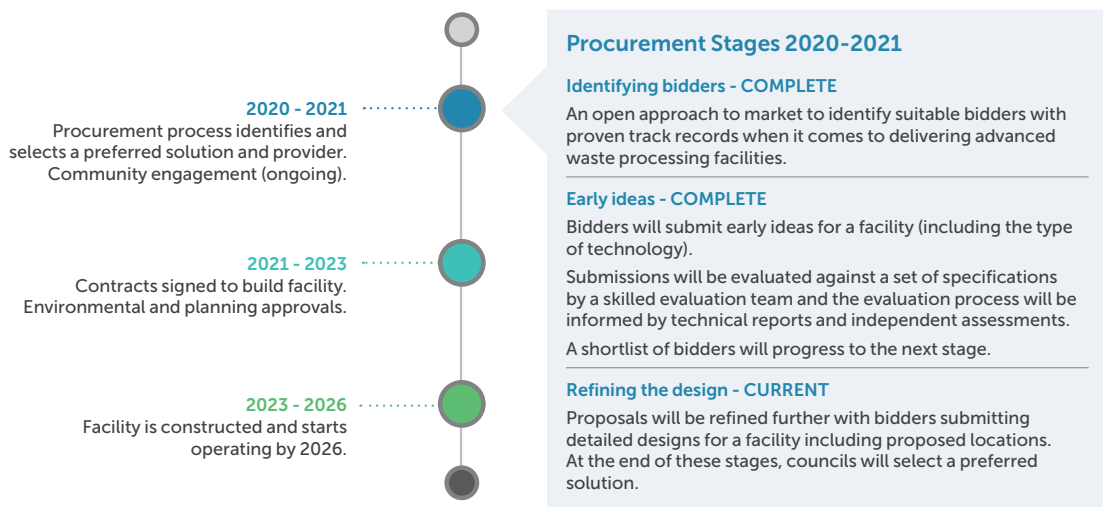 2020 - 2021
Procurement process identifies and
selects a preferred solution and provider.
Community engagement (ongoing).
2021 - 2023
Contracts signed to build facility.
Environmental and planning approvals.
2023 - 2026
Facility is constructed and starts
operating by 2026.
Procurement Stages 2020-2021
Identifying bidders - COMPLETE
An open approach to market to identify suitable bidders with
proven track records when it comes to delivering advanced
waste processing facilities.
Early ideas - COMPLETE
Bidders will submit early ideas for a facility (including the type
of technology).
Submissions will be evaluated against a set of specifications
by a skilled evaluation team and the evaluation process will be
informed by technical reports and independent assessments.
A shortlist of bidders will progress to the next stage.
Refining the design - CURRENT
Proposals will be refined further with bidders submitting
detailed designs for a facility including proposed locations.
At the end of these stages, councils will select a preferred
solution.